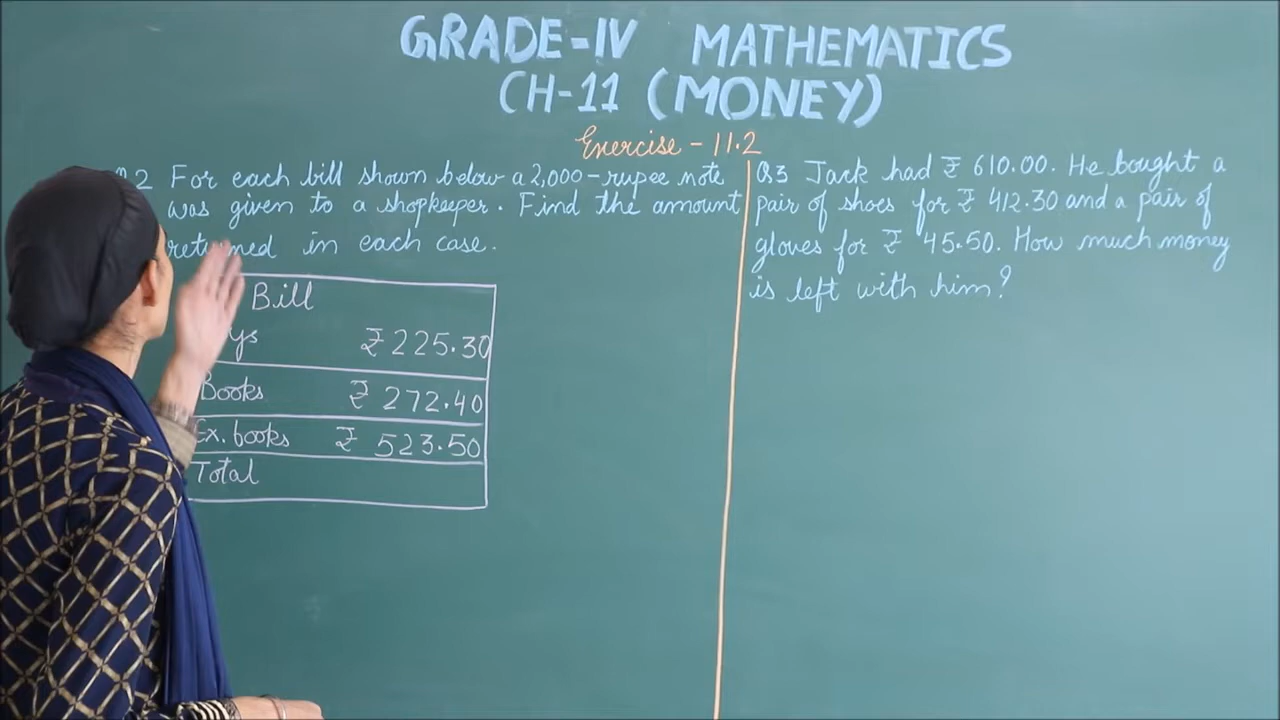 GRADE-IV MATHEMATICS
CH-11 (MONEY)
Exercise - 11.2
Q2 For each bill shown below a 2,000-rupee note
was given to a shopkeeper. Find the amount
returned in each case.
Bill
₹ 225.30
Books ₹ 272.40
Ex. books ₹ 523.50
Total
Q3 Jack had ₹ 610.00. He bought a
pair of shoes for ₹ 412.30 and a pair of
gloves for ₹ 45.50. How much money
is left with him?